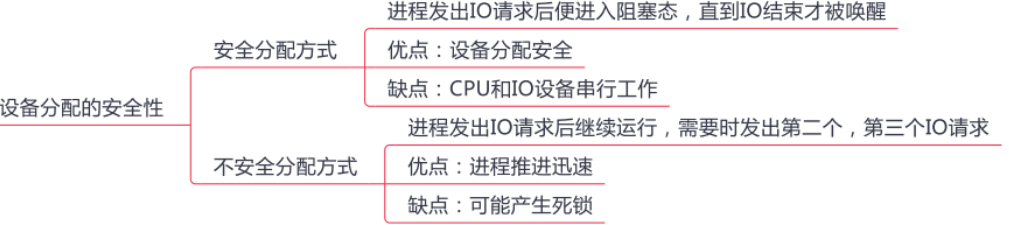 进程发出IO请求后便进入阻塞态，直到IO结束才被唤醒
安全分配方式
优点：设备分配安全
缺点：CPU和IO设备串行工作
设备分配的安全性
进程发出IO请求后继续运行，需要时发出第二个，第三个IO请求
不安全分配方式
优点：进程推进迅速
缺点：可能产生死锁